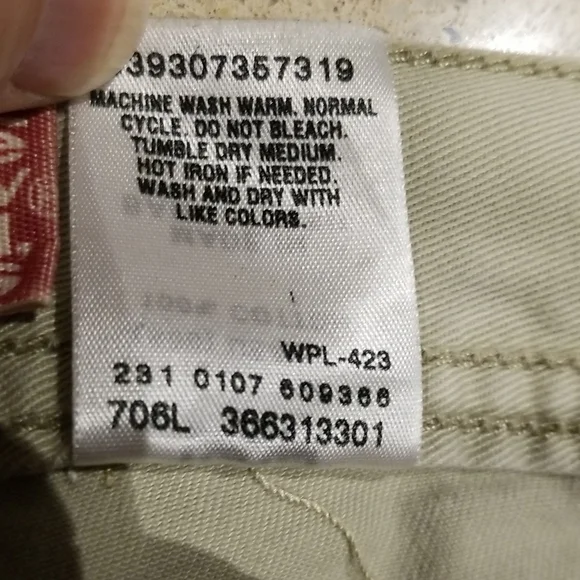 39307357319
MACHINE WASH WARM. NORMAL
CYCLE. DO NOT BLEACH.
TUMBLE DRY MEDIUM.
HOT IRON IF NEEDED.
WASH AND DRY WITH
LIKE COLORS.
WPL-423
231 0107 609366
706L 366313301